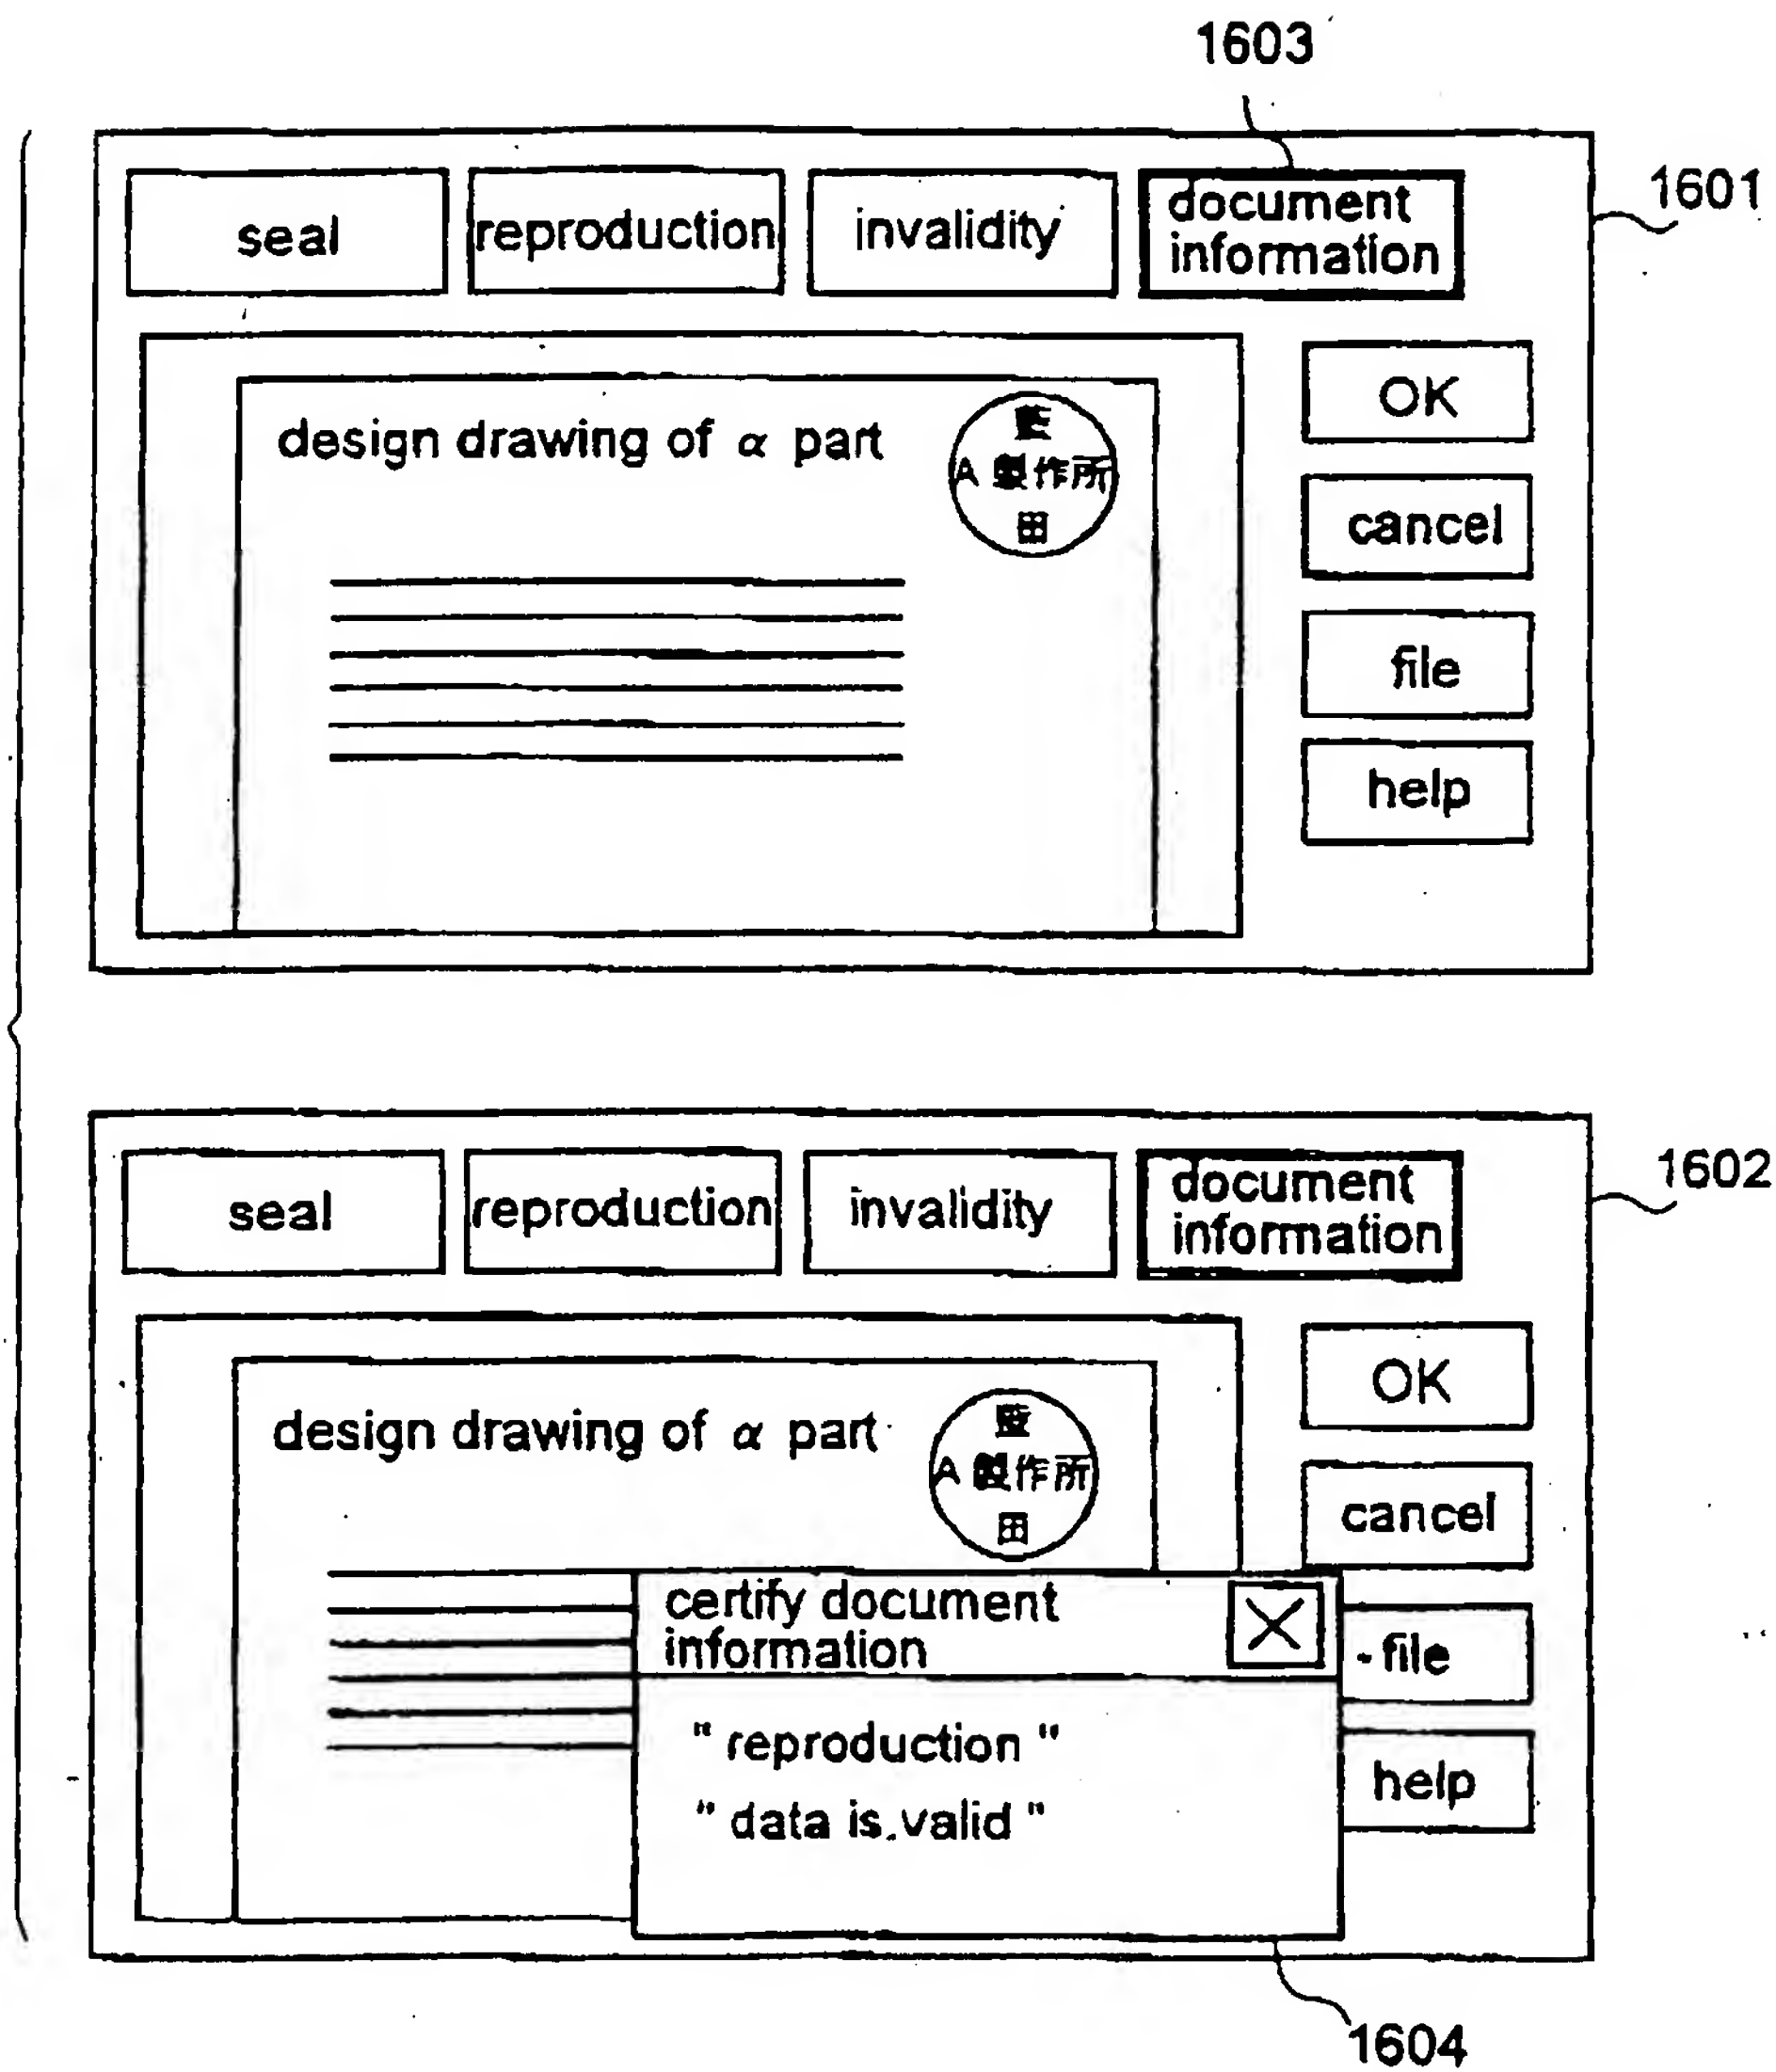 1603
1601
seal
reproduction
invalidity
document
information
design drawing of α part
A 製作所
田
OK
cancel
file
help
1602
seal
reproduction
invalidity
document
information
design drawing of α part
A 製作所
田
OK
cancel
file
help
certify document
information
" reproduction "
" data is valid "
1604